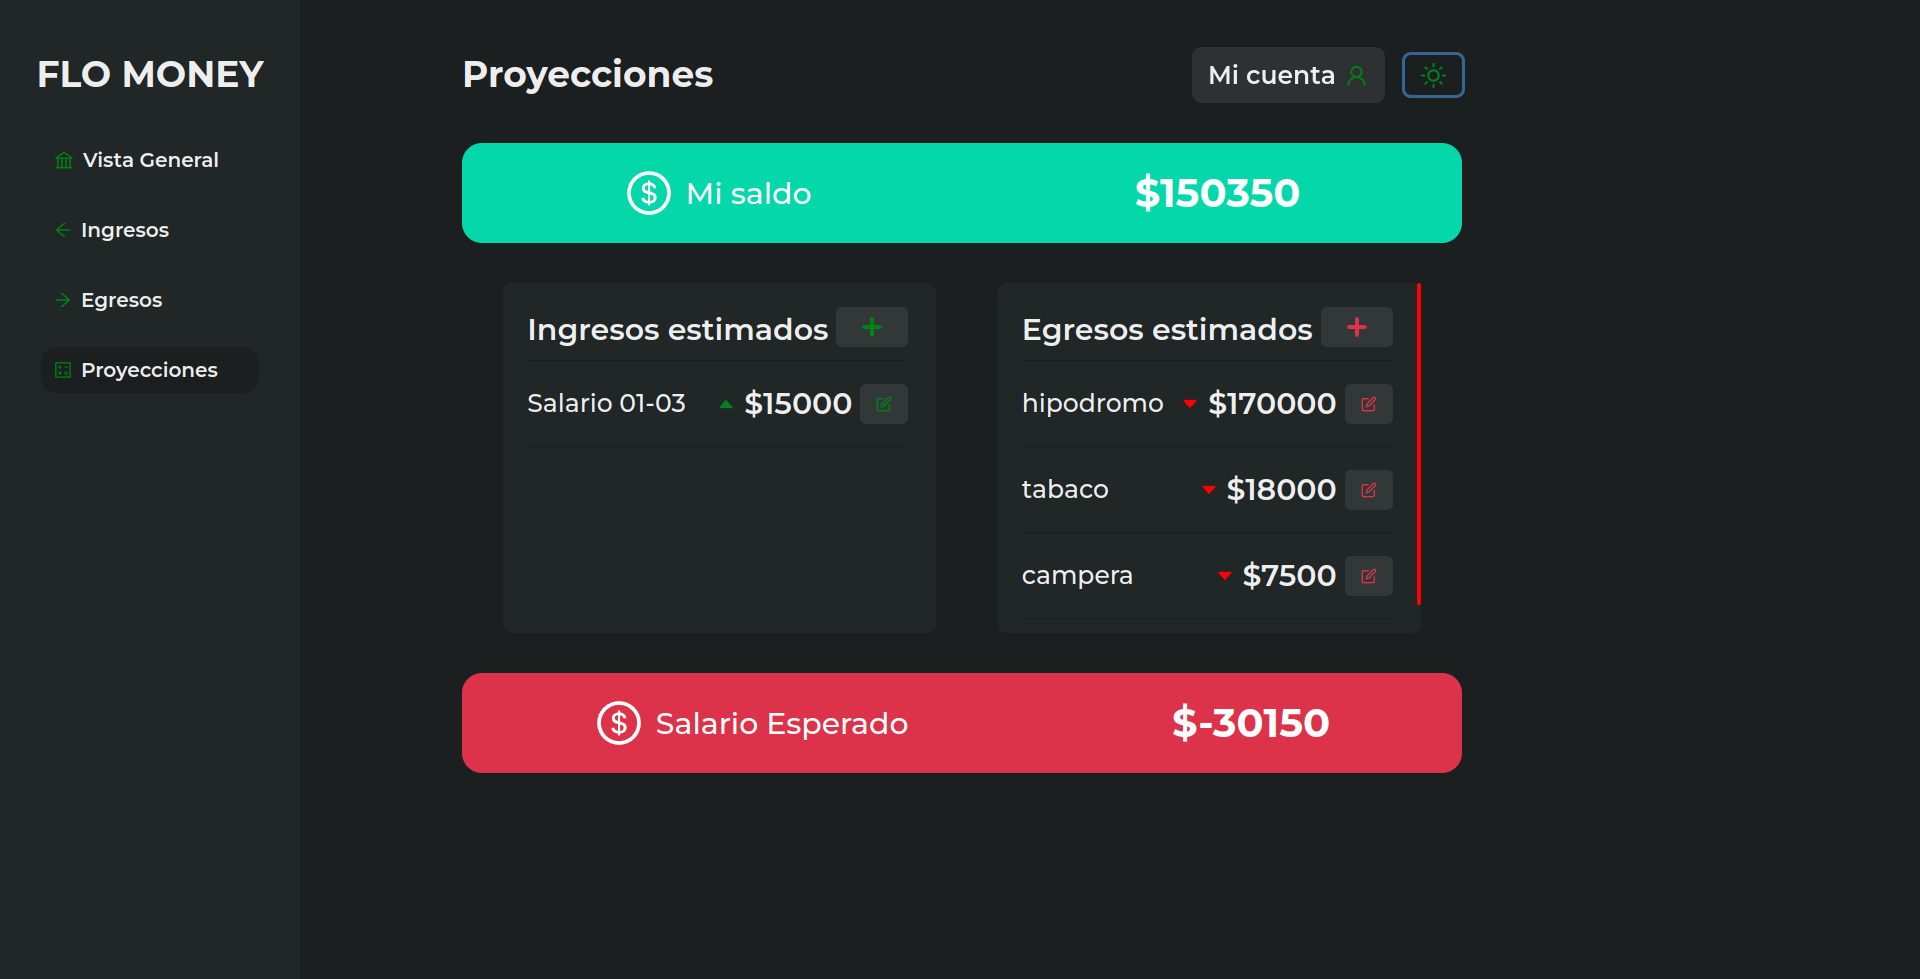 FLO MONEY
Vista General
Ingresos
Egresos
Proyecciones
Proyecciones
Mi cuenta
Mi saldo
$150350
Ingresos estimados
Salario 01-03
$15000
Egresos estimados
hipodromo
$170000
tabaco
$18000
campera
$7500
Salario Esperado
$-30150